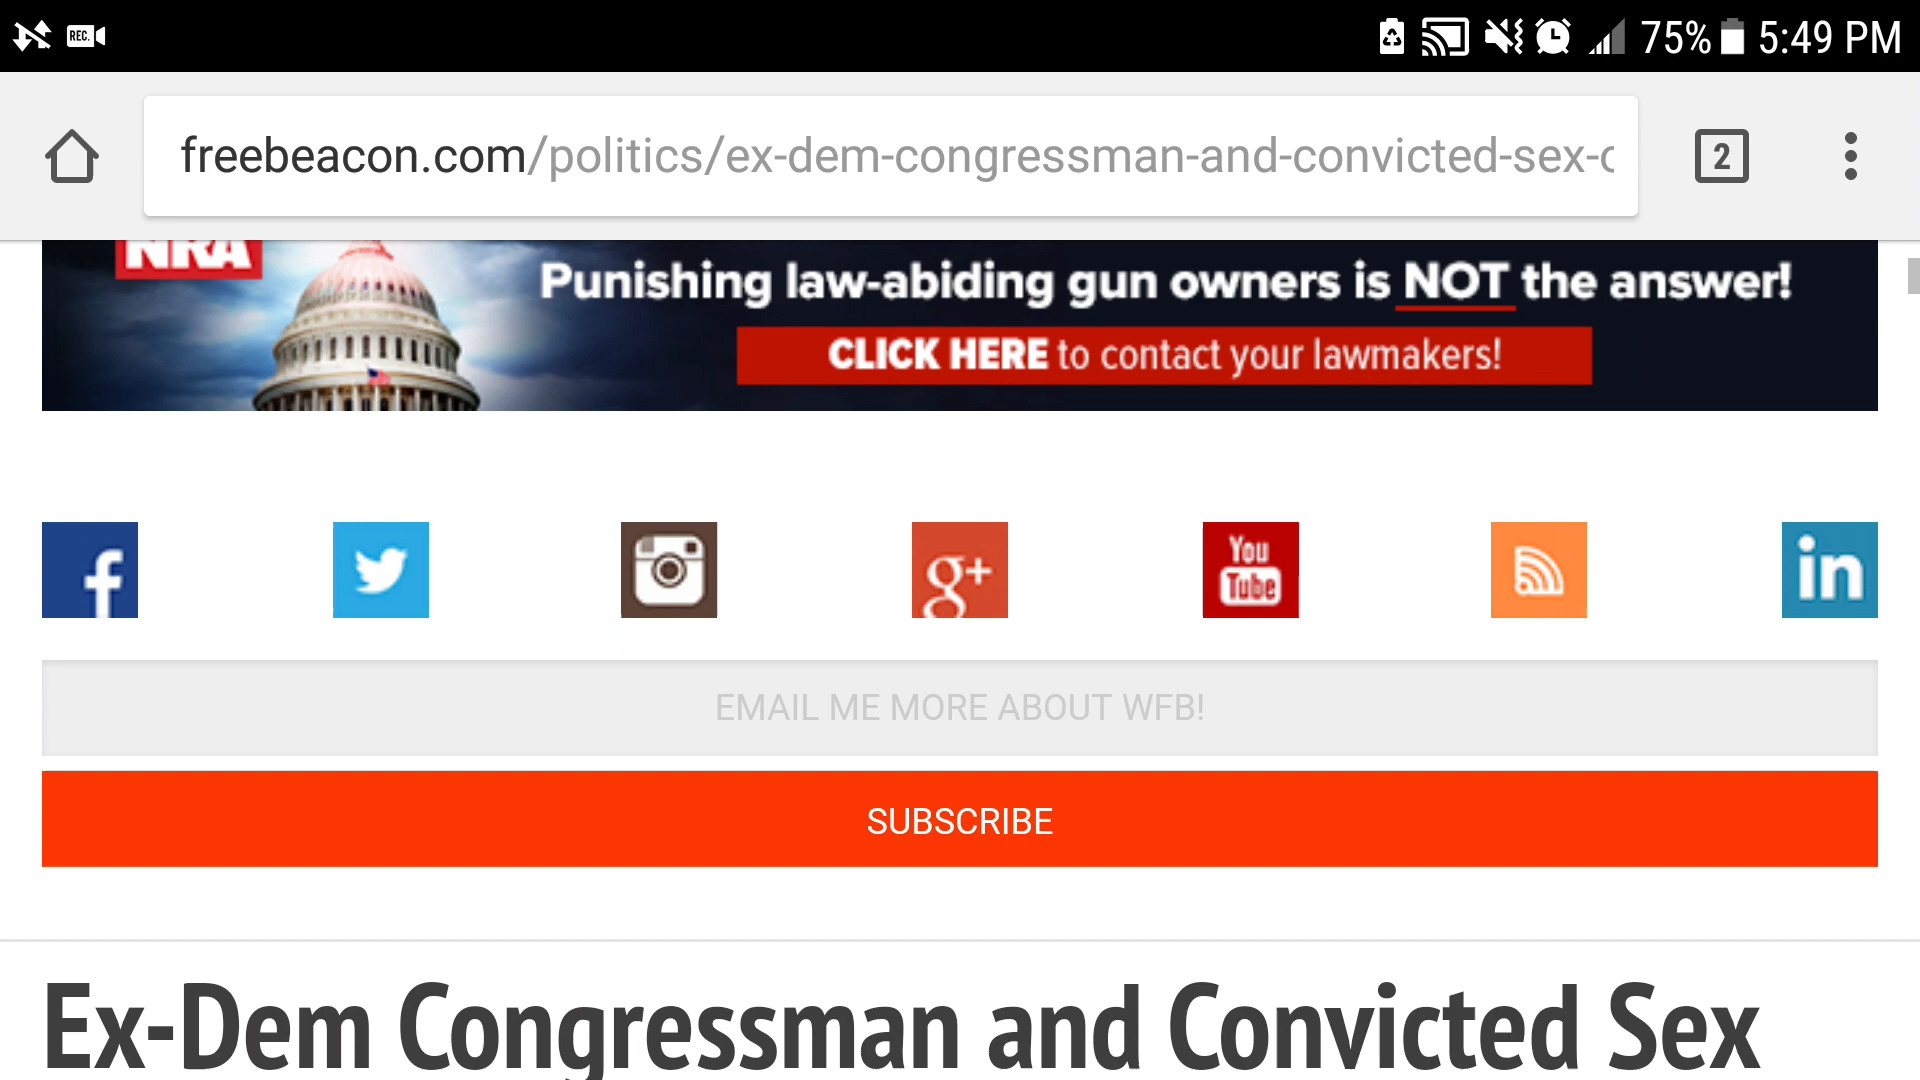 REC. 75% 5:49 PM
freebeacon.com/politics/ex-dem-congressman-and-convicted-sex-c
2
NRA
Punishing law-abiding gun owners is NOT the answer!
CLICK HERE to contact your lawmakers!
f g+ You Tube in
EMAIL ME MORE ABOUT WFB!
SUBSCRIBE
Ex-Dem Congressman and Convicted Sex